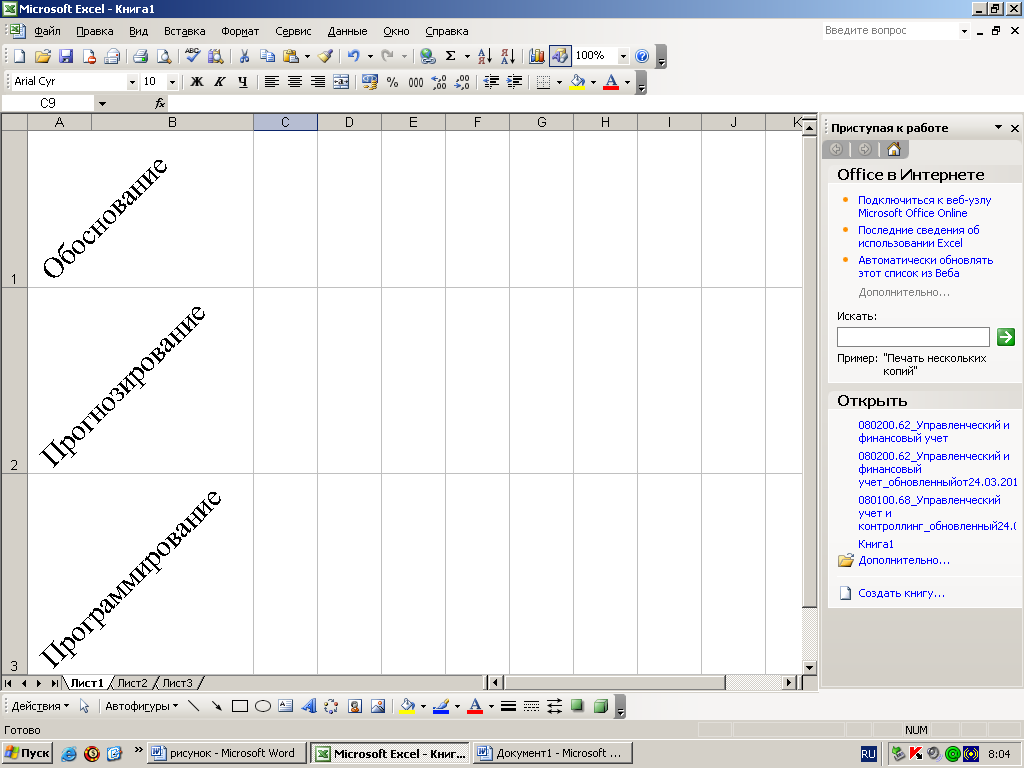 Microsoft Excel - Книга1
Файл Правка Вид Вставка Формат Сервис Данные Окно Справка
Введите вопрос
100%
Arial Cyr 10 Ж К Ч
C9 fx
A B C D E F G H I J K
Обоснование
1
Прогнозирование
2
Программирование
3
Приступая к работе
Office в Интернете
Подключиться к веб-узлу
Microsoft Office Online
Последние сведения об
использовании Excel
Автоматически обновлять
этот список из Веба
Дополнительно...
Искать:
Пример: "Печать нескольких
копий"
Открыть
080200.62_Управленческий и
финансовый учет
080200.62_Управленческий и
финансовый
учет_обновленныйот24.03.201
080100.68_Управленческий
учет и
контроллинг_обновленный24.0
Книга1
Дополнительно...
Создать книгу...
Лист1 Лист2 Лист3
Действия Автофигуры
Готово
NUM
Пуск
рисунок - Microsoft Word
Microsoft Excel - Книг...
Документ1 - Microsoft ...
RU
8:04